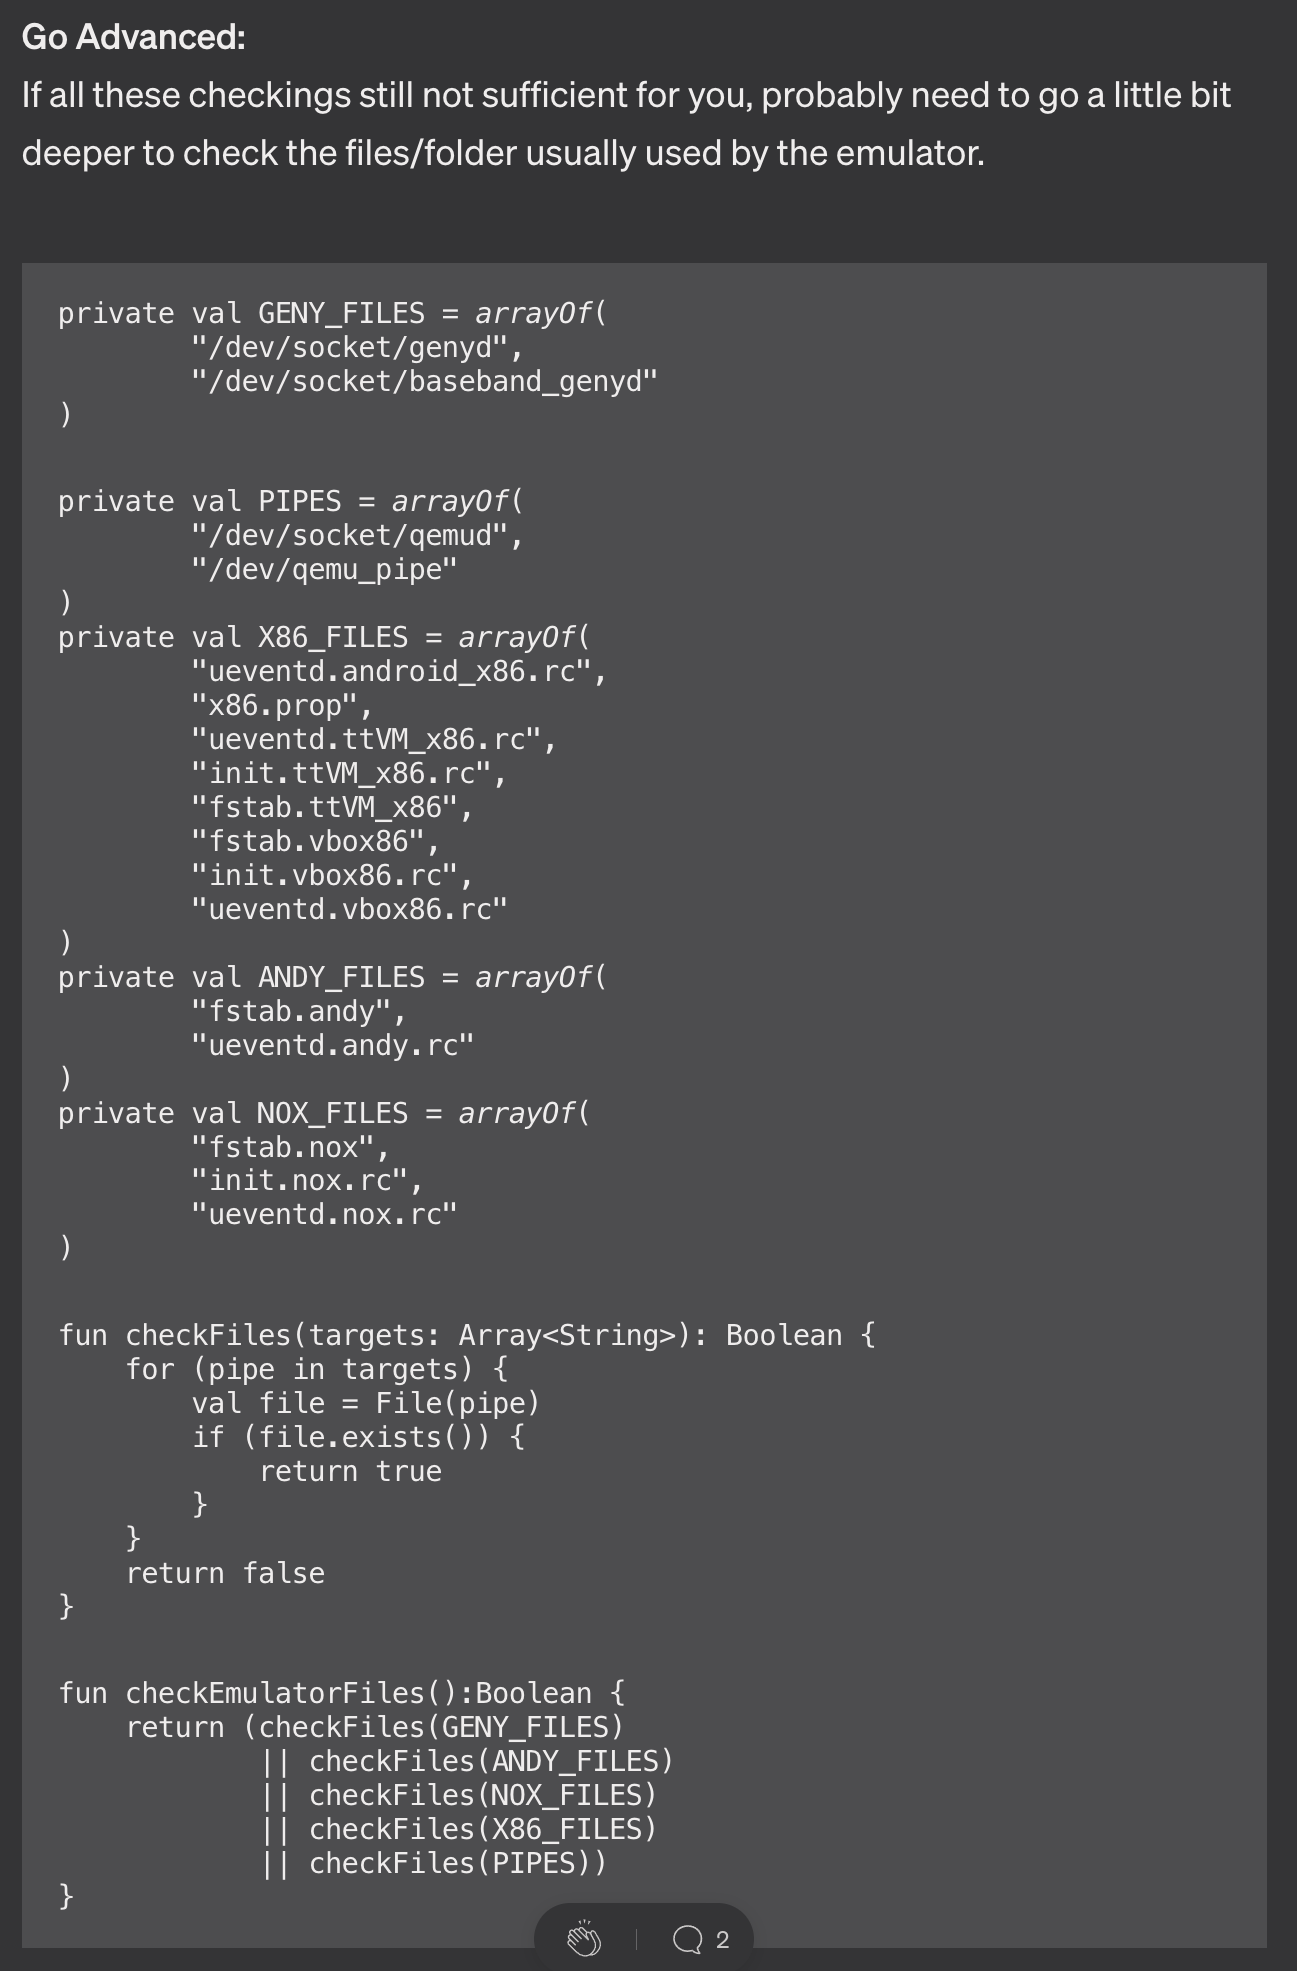 Go Advanced:
If all these checkings still not sufficient for you, probably need to go a little bit
deeper to check the files/folder usually used by the emulator.
private val GENY_FILES = arrayOf(
        "/dev/socket/genyd",
        "/dev/socket/baseband_genyd"
)
private val PIPES = arrayOf(
        "/dev/socket/qemud",
        "/dev/qemu_pipe"
)
private val X86_FILES = arrayOf(
        "ueventd.android_x86.rc",
        "x86.prop",
        "ueventd.ttVM_x86.rc",
        "init.ttVM_x86.rc",
        "fstab.ttVM_x86",
        "fstab.vbox86",
        "init.vbox86.rc",
        "ueventd.vbox86.rc"
)
private val ANDY_FILES = arrayOf(
        "fstab.andy",
        "ueventd.andy.rc"
)
private val NOX_FILES = arrayOf(
        "fstab.nox",
        "init.nox.rc",
        "ueventd.nox.rc"
)
fun checkFiles(targets: Array<String>): Boolean {
    for (pipe in targets) {
        val file = File(pipe)
        if (file.exists()) {
            return true
        }
    }
    return false
}
fun checkEmulatorFiles():Boolean {
    return (checkFiles(GENY_FILES)
            || checkFiles(ANDY_FILES)
            || checkFiles(NOX_FILES)
            || checkFiles(X86_FILES)
            || checkFiles(PIPES))
}
2